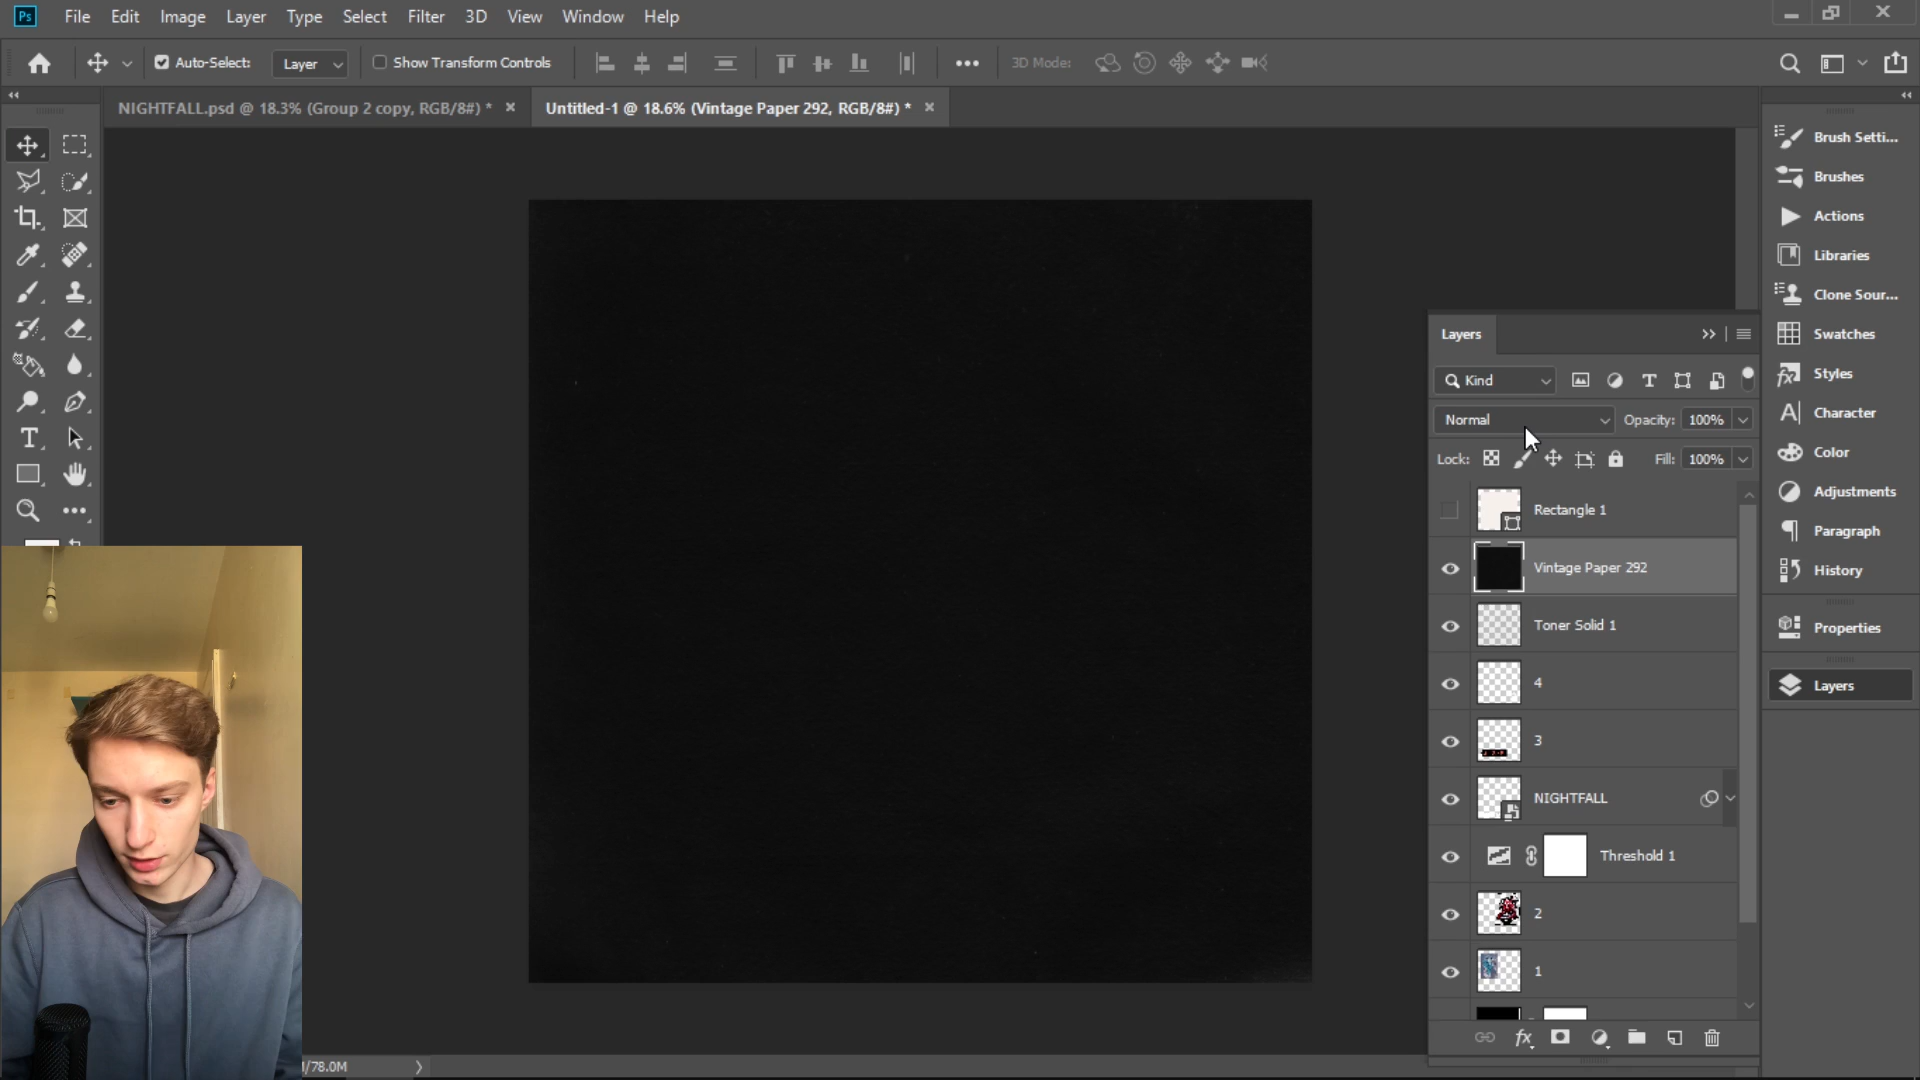 Ps File Edit Image Layer Type Select Filter 3D View Window Help
Auto-Select: Layer Show Transform Controls 3D Mode:
NIGHTFALL.psd @ 18.3% (Group 2 copy, RGB/8#) *
Untitled-1 @ 18.6% (Vintage Paper 292, RGB/8#) *
Brush Setti...
Brushes
Actions
Libraries
Clone Sour...
Swatches
Styles
Character
Color
Adjustments
Paragraph
History
Properties
Layers
Layers
Kind
Normal Opacity: 100%
Lock: Fill: 100%
Rectangle 1
Vintage Paper 292
Toner Solid 1
4
3
NIGHTFALL
Threshold 1
2
1
/78.0M